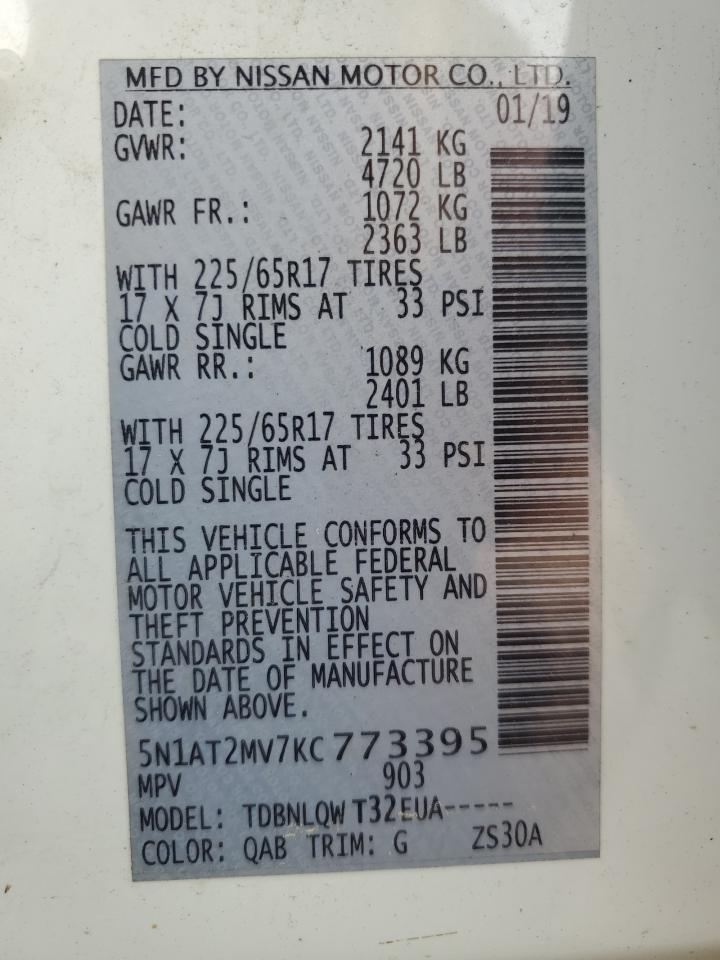 MFD BY NISSAN MOTOR CO., LTD.
DATE: 01/19
GVWR: 2141 KG
4720 LB
GAWR FR.: 1072 KG
2363 LB
WITH 225/65R17 TIRES
17 X 7J RIMS AT 33 PSI
COLD SINGLE
GAWR RR.: 1089 KG
2401 LB
WITH 225/65R17 TIRES
17 X 7J RIMS AT 33 PSI
COLD SINGLE
THIS VEHICLE CONFORMS TO
ALL APPLICABLE FEDERAL
MOTOR VEHICLE SAFETY AND
THEFT PREVENTION
STANDARDS IN EFFECT ON
THE DATE OF MANUFACTURE
SHOWN ABOVE.
5N1AT2MV7KC773395
MPV 903
MODEL: TDBNLQW T32EUA-----
COLOR: QAB TRIM: G ZS30A